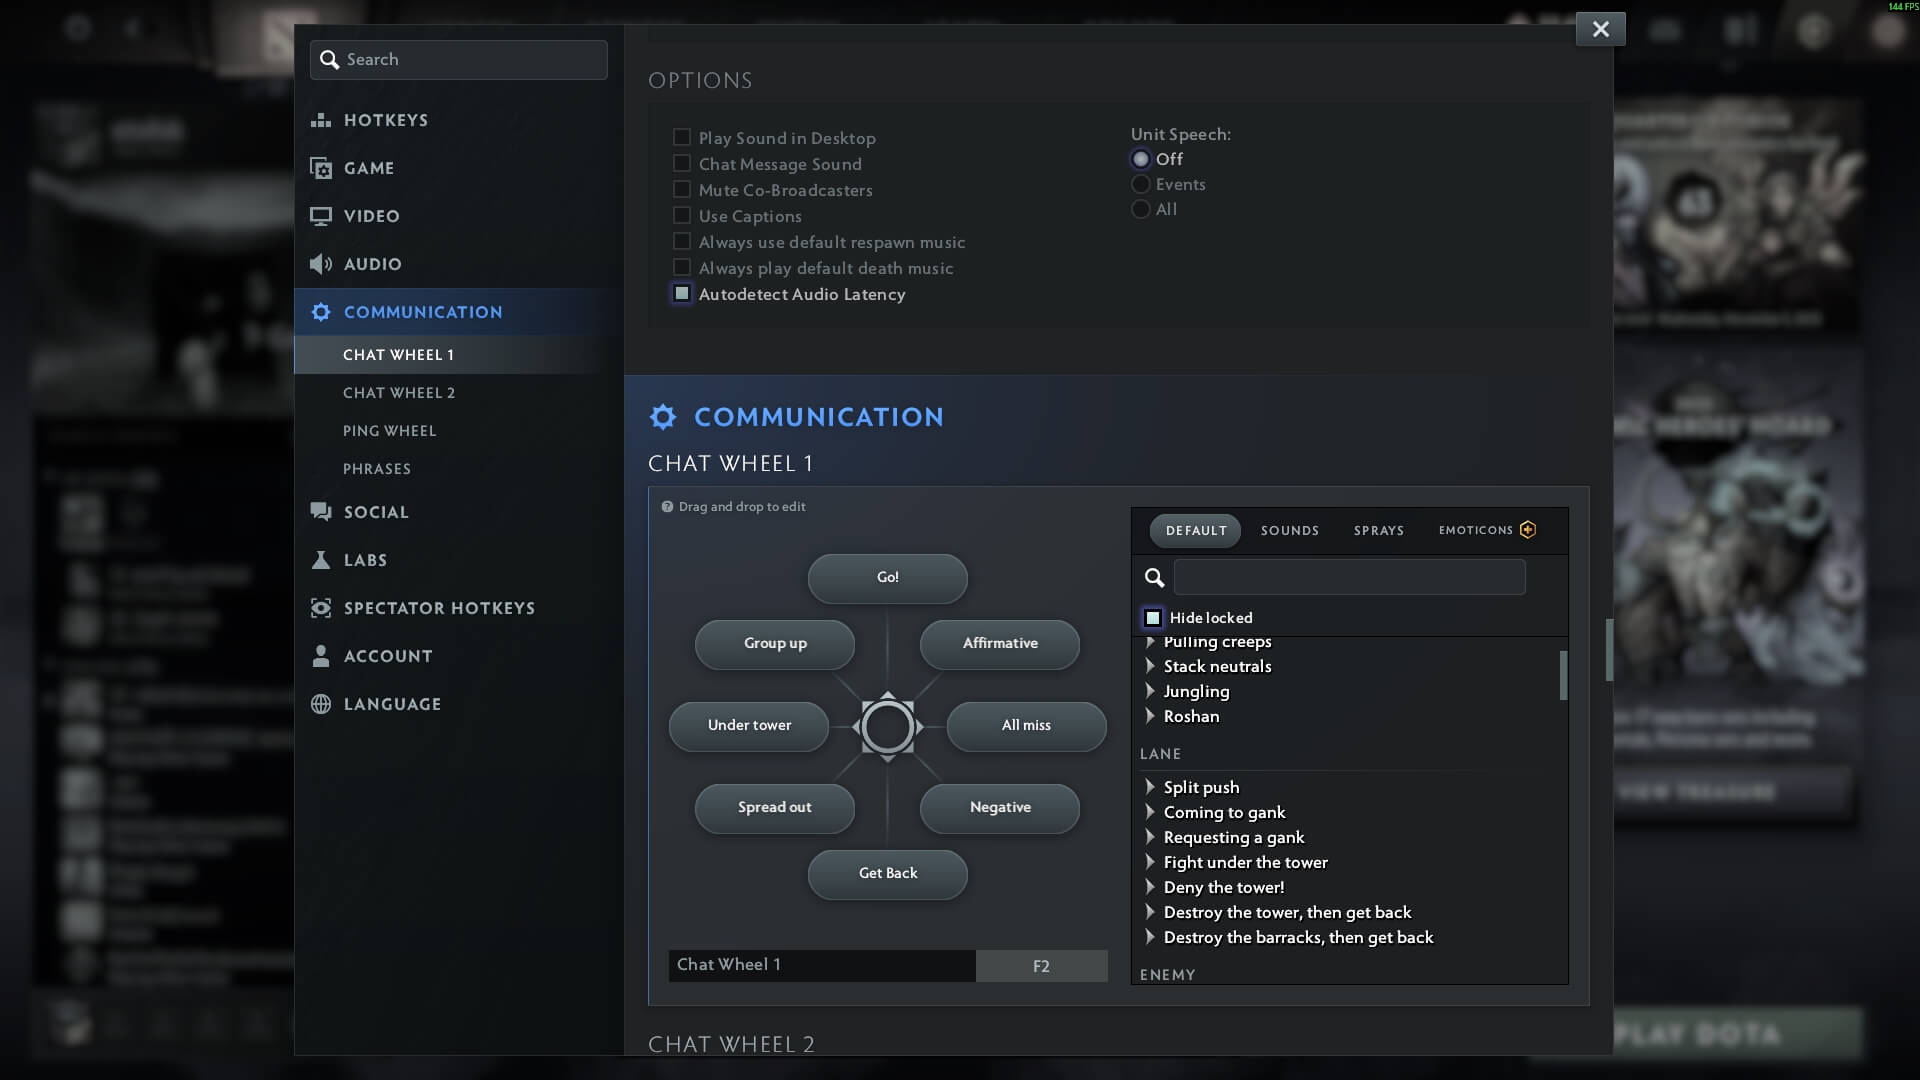 144 FPS
Search
HOTKEYS
GAME
VIDEO
AUDIO
COMMUNICATION
CHAT WHEEL 1
CHAT WHEEL 2
PING WHEEL
PHRASES
SOCIAL
LABS
SPECTATOR HOTKEYS
ACCOUNT
LANGUAGE
OPTIONS
Play Sound in Desktop
Chat Message Sound
Mute Co-Broadcasters
Use Captions
Always use default respawn music
Always play default death music
Autodetect Audio Latency
Unit Speech:
Off
Events
All
COMMUNICATION
CHAT WHEEL 1
Drag and drop to edit
Go!
Group up
Affirmative
Under tower
All miss
Spread out
Negative
Get Back
Chat Wheel 1
F2
DEFAULT SOUNDS SPRAYS EMOTICONS
Hide locked
Pulling creeps
Stack neutrals
Jungling
Roshan
LANE
Split push
Coming to gank
Requesting a gank
Fight under the tower
Deny the tower!
Destroy the tower, then get back
Destroy the barracks, then get back
ENEMY
CHAT WHEEL 2
VIEW TREASURE
PLAY DOTA